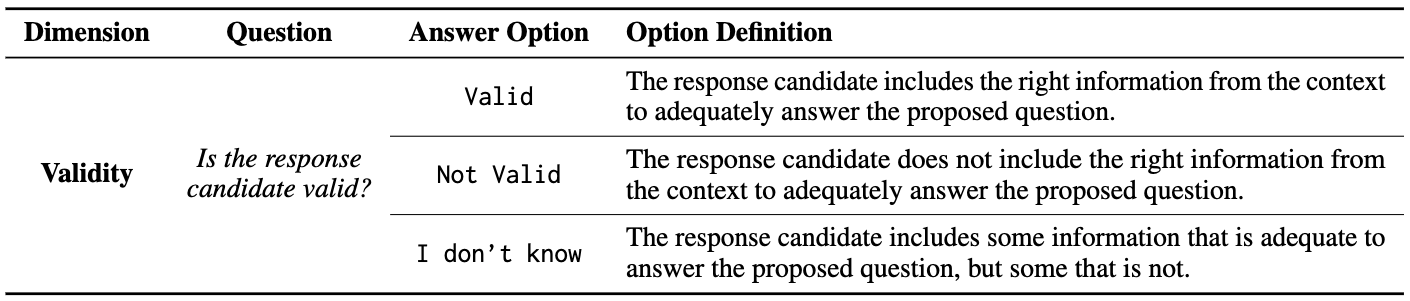 Dimension Question Answer Option Option Definition
Valid The response candidate includes the right information from the context
to adequately answer the proposed question.
Validity Is the response
candidate valid? Not Valid The response candidate does not include the right information from
the context to adequately answer the proposed question.
I don't know The response candidate includes some information that is adequate to
answer the proposed question, but some that is not.